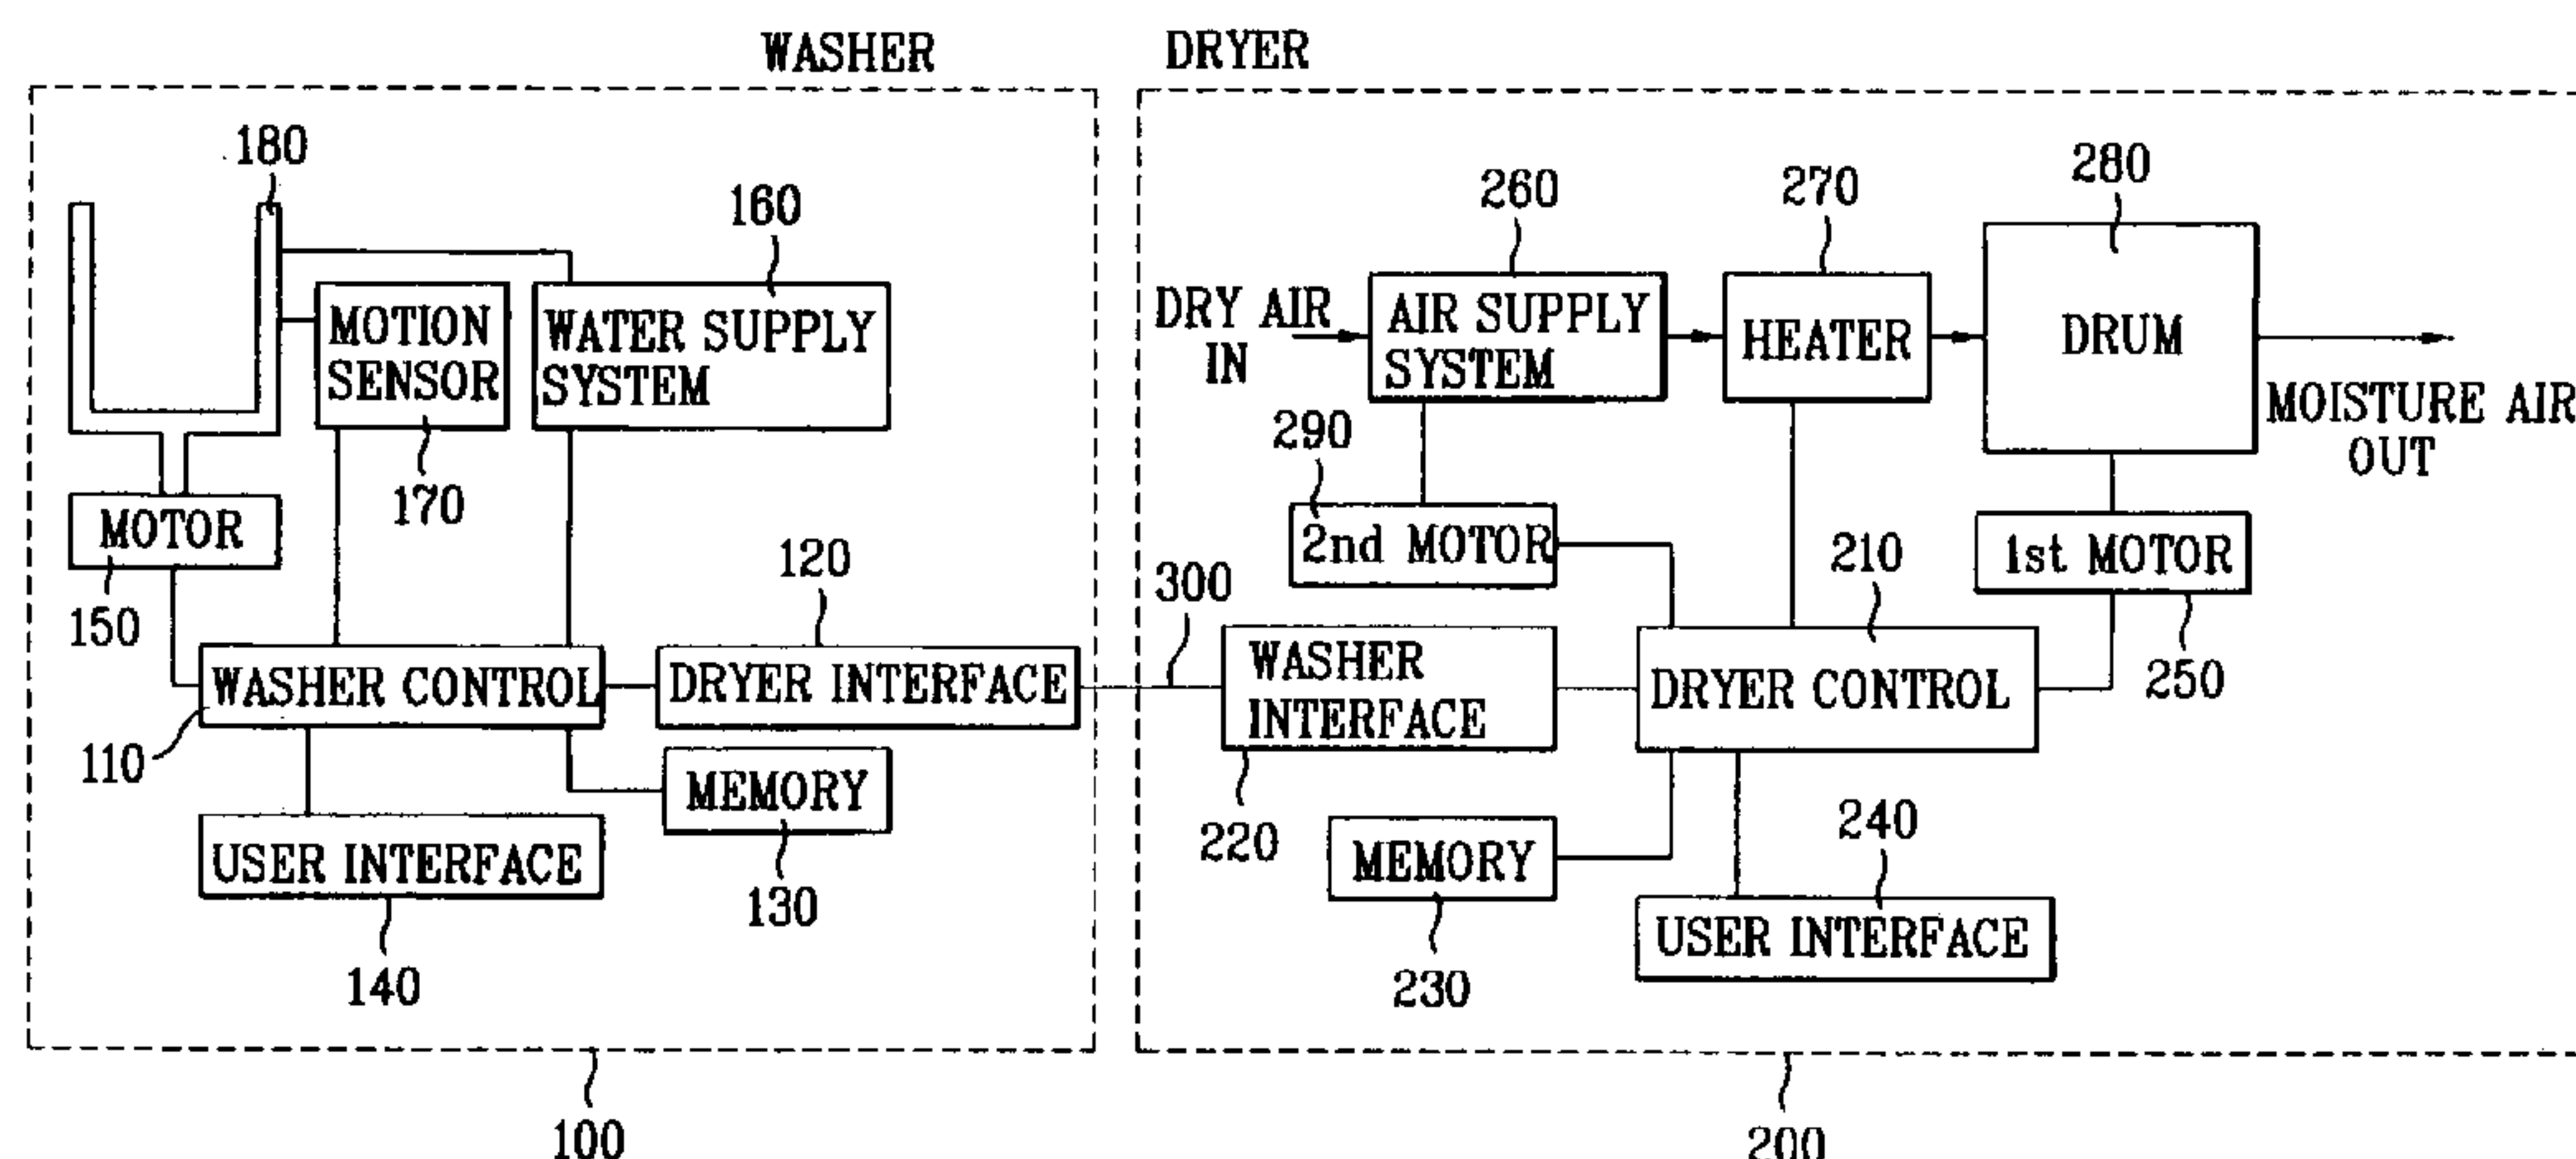 WASHER
180
160
MOTION
SENSOR
WATER SUPPLY
SYSTEM
170
MOTOR
150
120
WASHER CONTROL
DRYER INTERFACE
110
MEMORY
130
USER INTERFACE
140
100
300
DRYER
260
270
280
DRY AIR
IN
AIR SUPPLY
SYSTEM
HEATER
DRUM
MOISTURE AIR
OUT
290
2nd MOTOR
210
1st MOTOR
250
WASHER
INTERFACE
220
DRYER CONTROL
MEMORY
230
240
USER INTERFACE
200